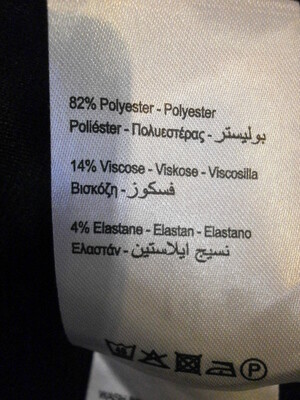 82% Polyester - Polyester
Poliéster - Πολυεστέρας - بوليستر
14% Viscose - Viskose - Viscosilla
Βισκόζη - فسكوز
4% Elastane - Elastan - Elastano
Ελαστάν - نسيج ايلاستين
P